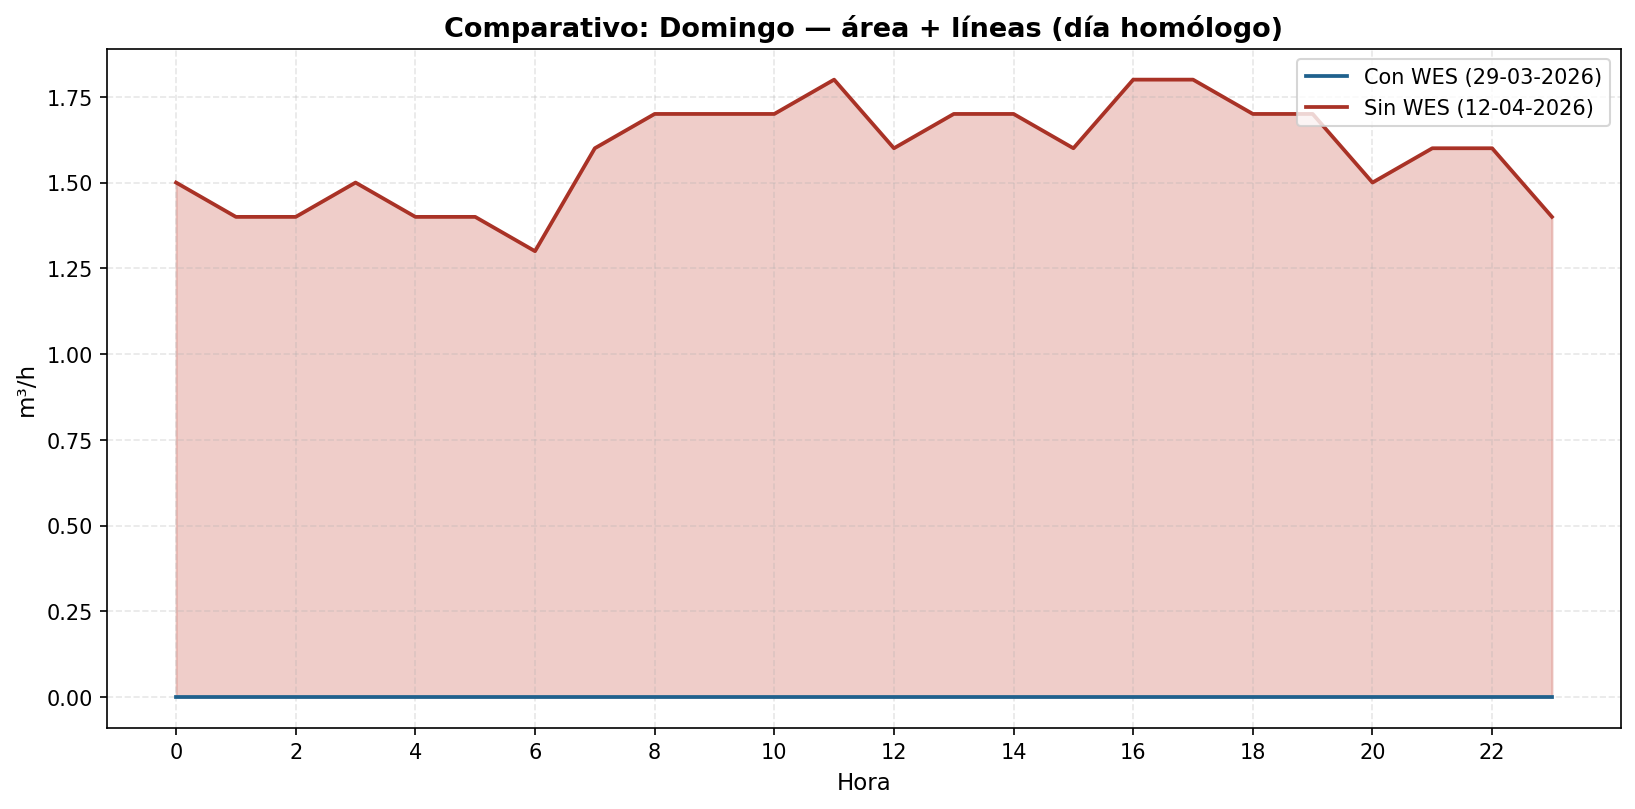 Comparativo: Domingo — área + líneas (día homólogo)
Con WES (29-03-2026)
Sin WES (12-04-2026)
1.75
1.50
1.25
1.00
0.75
0.50
0.25
0.00
m³/h
0 2 4 6 8 10 12 14 16 18 20 22
Hora